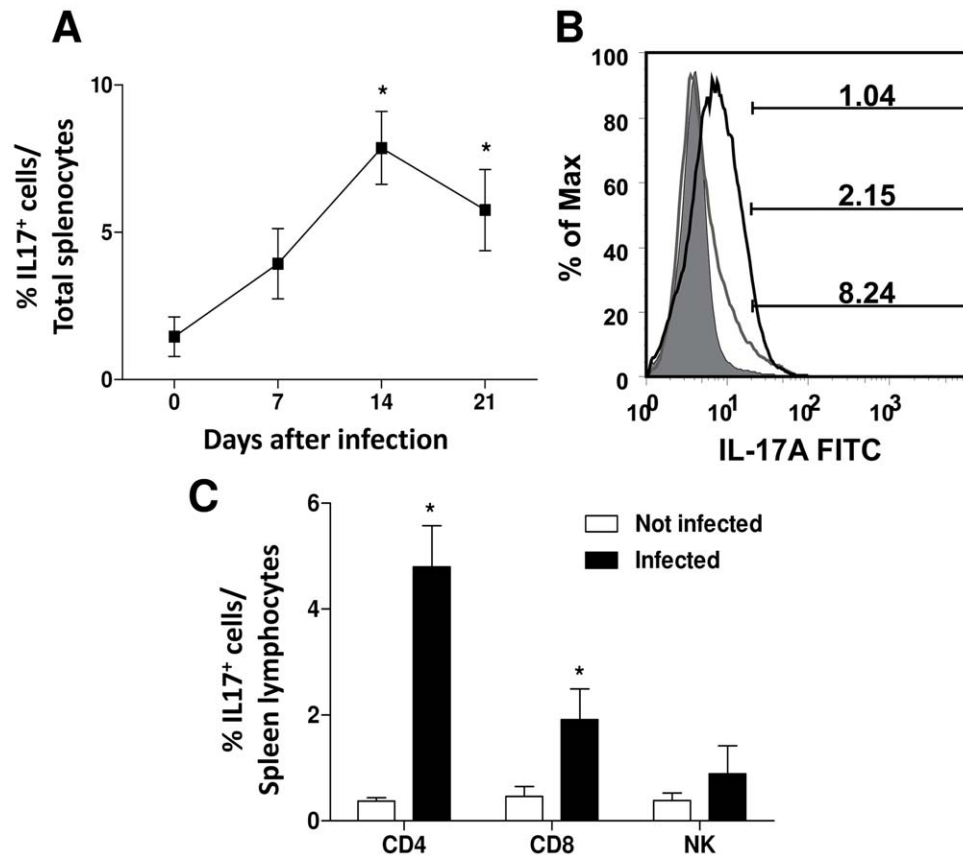 A
% IL17⁺ cells/
Total splenocytes
10
5
0
*
*
0 7 14 21
Days after infection
B
% of Max
100
80
60
40
20
0
1.04
2.15
8.24
10⁰ 10¹ 10² 10³
IL-17A FITC
C
% IL17⁺ cells/
Spleen lymphocytes
6
4
2
0
*
*
Not infected
Infected
CD4 CD8 NK